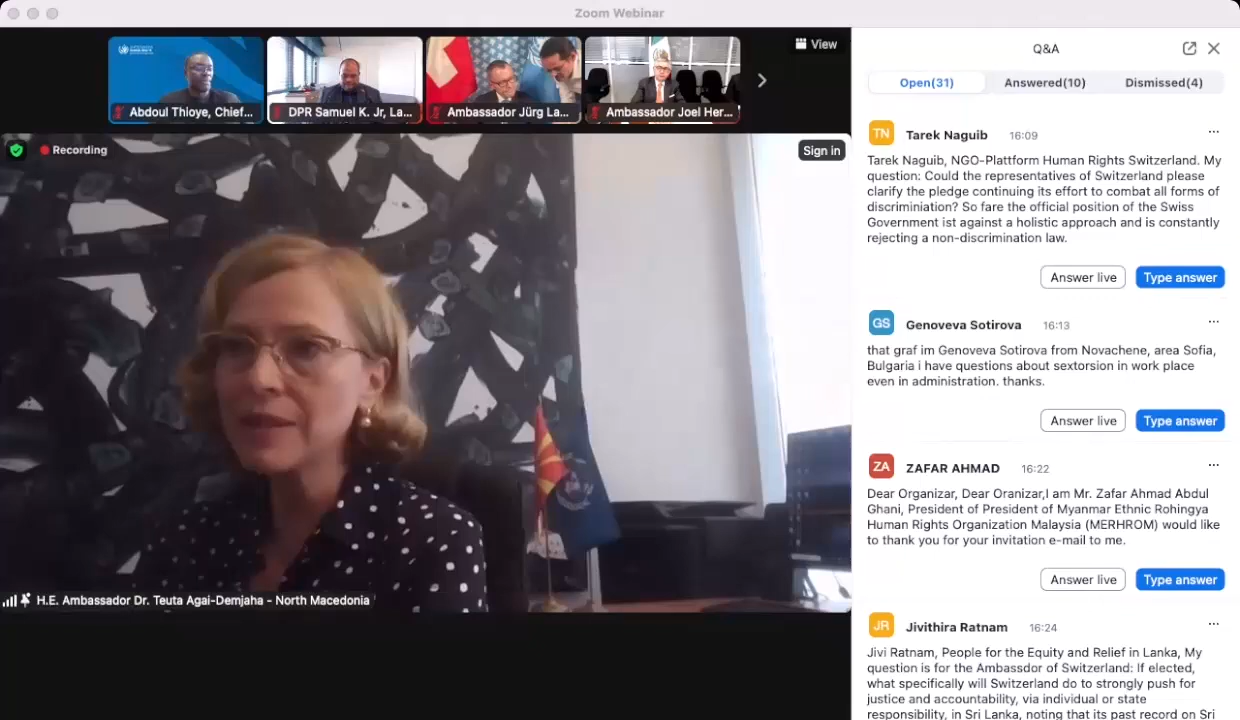 Zoom Webinar
Abdoul Thioye, Chief...
DPR Samuel K. Jr, La...
Ambassador Jürg La...
Ambassador Joel Her...
View
Recording
Sign in
H.E. Ambassador Dr. Teuta Agai-Demjaha - North Macedonia
Q&A
Open(31)
Answered(10)
Dismissed(4)
TN
Tarek Naguib
16:09
...
Tarek Naguib, NGO-Plattform Human Rights Switzerland. My
question: Could the representatives of Switzerland please
clarify the pledge continuing its effort to combat all forms of
discriminiation? So fare the official position of the Swiss
Government ist against a holistic approach and is constantly
rejecting a non-discrimination law.
Answer live
Type answer
GS
Genoveva Sotirova
16:13
...
that graf im Genoveva Sotirova from Novachene, area Sofia,
Bulgaria i have questions about sextorsion in work place
even in administration. thanks.
Answer live
Type answer
ZA
ZAFAR AHMAD
16:22
...
Dear Organizar, Dear Oranizar,I am Mr. Zafar Ahmad Abdul
Ghani, President of President of Myanmar Ethnic Rohingya
Human Rights Organization Malaysia (MERHROM) would like
to thank you for your invitation e-mail to me.
Answer live
Type answer
JR
Jivithira Ratnam
16:24
...
Jivi Ratnam, People for the Equity and Relief in Lanka, My
question is for the Ambassdor of Switzerland: If elected,
what specifically will Switzerland do to strongly push for
justice and accountability, via individual or state
responsibility, in Sri Lanka, noting that its past record on Sri